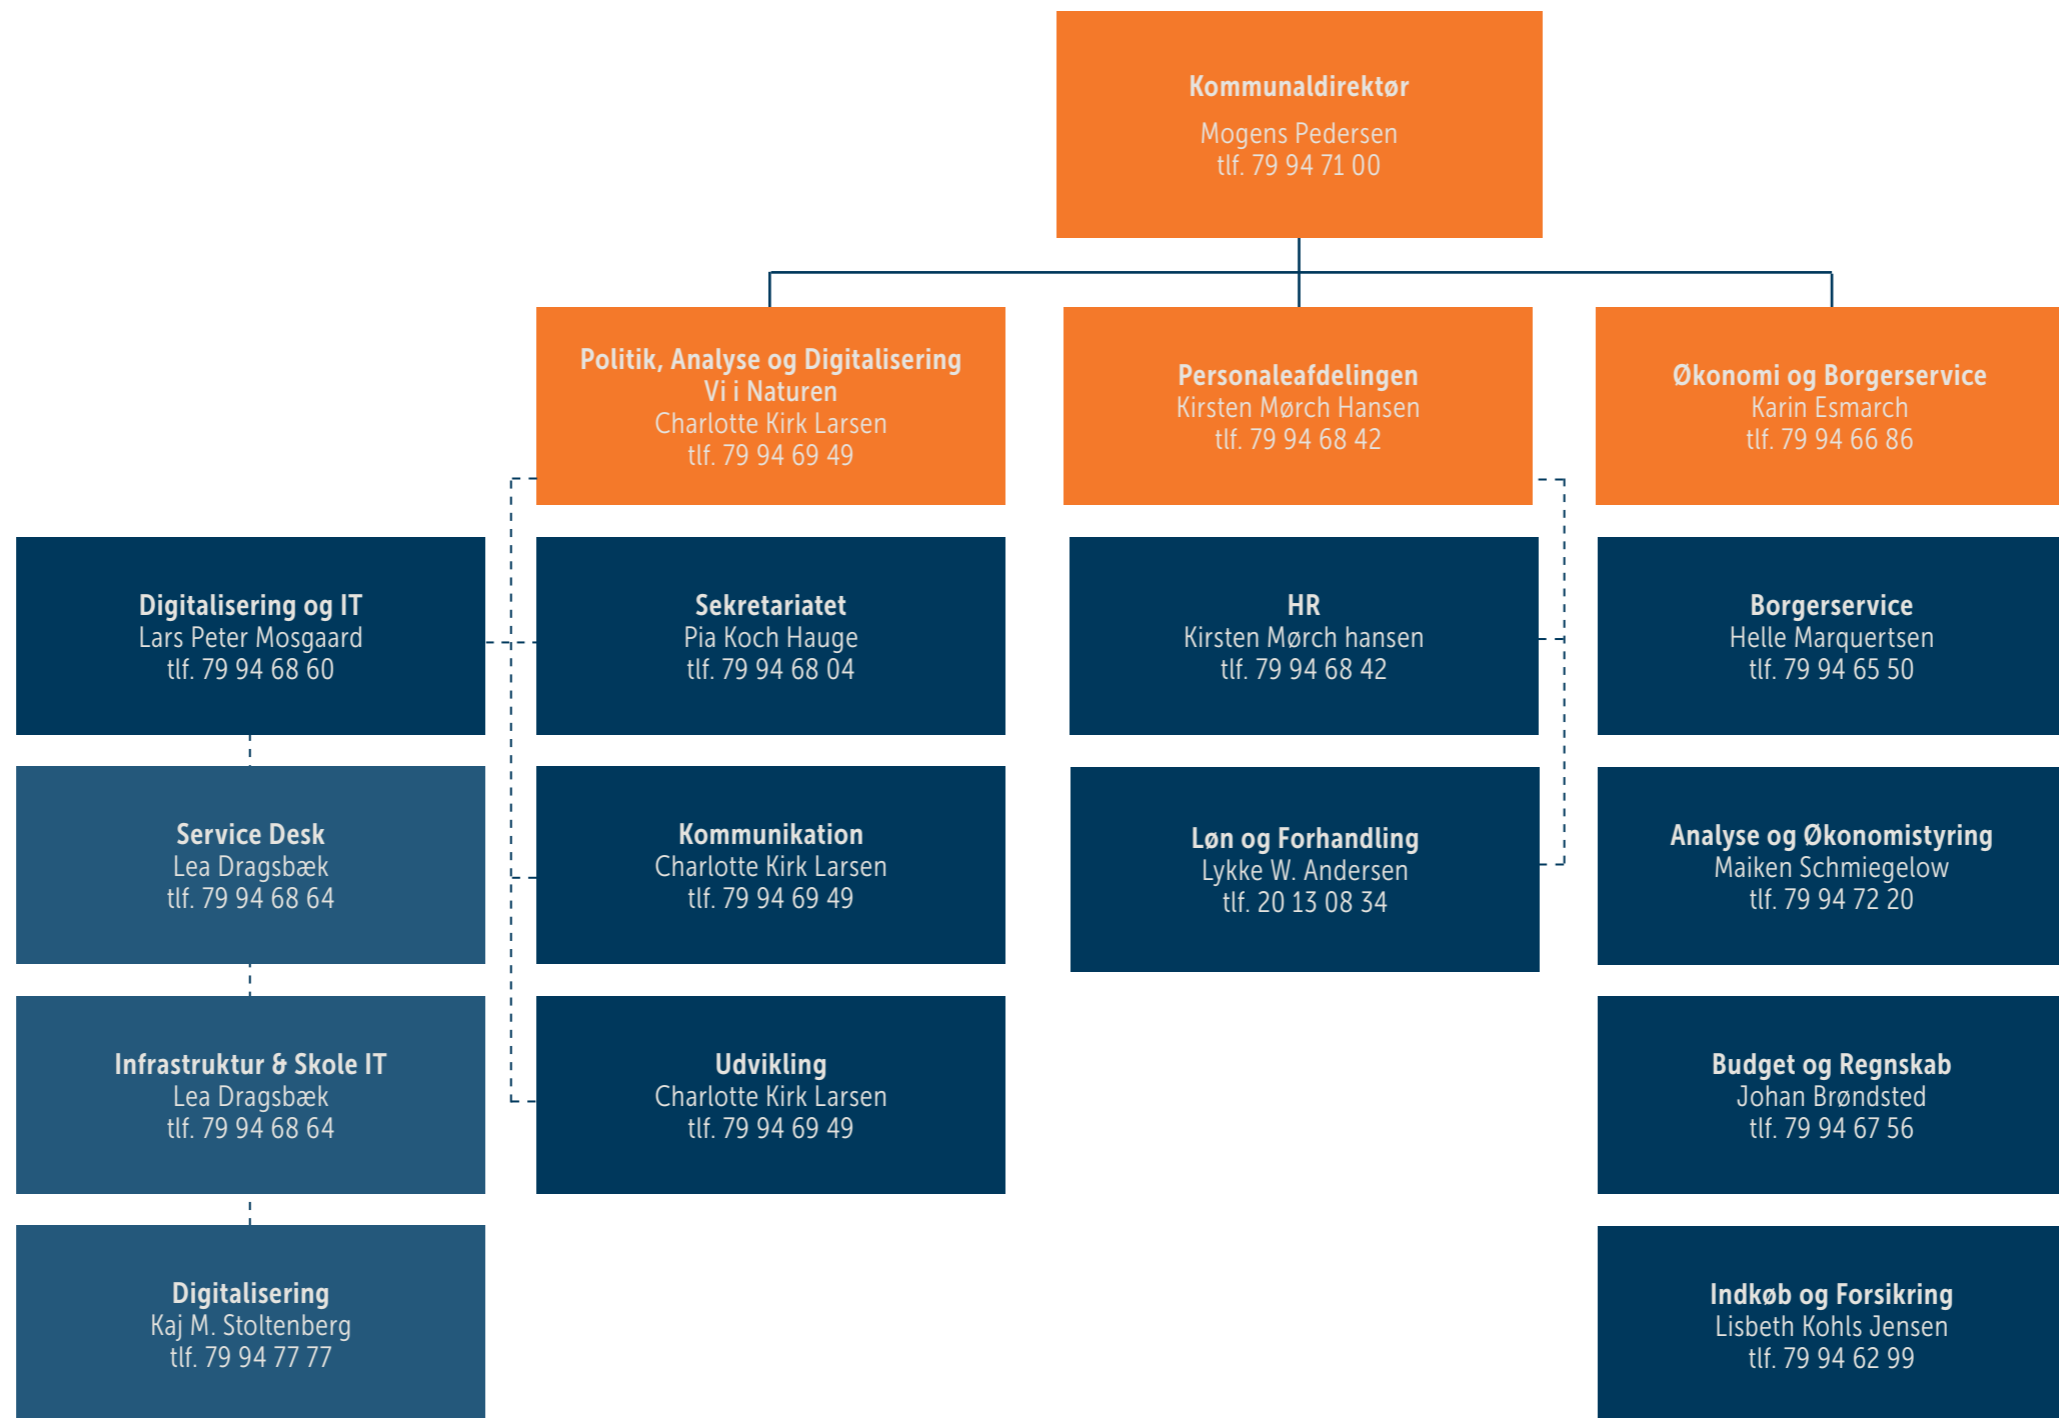 Kommunaldirektør
Mogens Pedersen
tlf. 79 94 71 00
Politik, Analyse og Digitalisering
Vi i Naturen
Charlotte Kirk Larsen
tlf. 79 94 69 49
Personaleafdelingen
Kirsten Mørch Hansen
tlf. 79 94 68 42
Økonomi og Borgerservice
Karin Esmarch
tlf. 79 94 66 86
Digitalisering og IT
Lars Peter Mosgaard
tlf. 79 94 68 60
Sekretariatet
Pia Koch Hauge
tlf. 79 94 68 04
HR
Kirsten Mørch hansen
tlf. 79 94 68 42
Borgerservice
Helle Marquertsen
tlf. 79 94 65 50
Service Desk
Lea Dragsbæk
tlf. 79 94 68 64
Kommunikation
Charlotte Kirk Larsen
tlf. 79 94 69 49
Løn og Forhandling
Lykke W. Andersen
tlf. 20 13 08 34
Analyse og Økonomistyring
Maiken Schmiegelow
tlf. 79 94 72 20
Infrastruktur & Skole IT
Lea Dragsbæk
tlf. 79 94 68 64
Udvikling
Charlotte Kirk Larsen
tlf. 79 94 69 49
Budget og Regnskab
Johan Brøndsted
tlf. 79 94 67 56
Digitalisering
Kaj M. Stoltenberg
tlf. 79 94 77 77
Indkøb og Forsikring
Lisbeth Kohls Jensen
tlf. 79 94 62 99